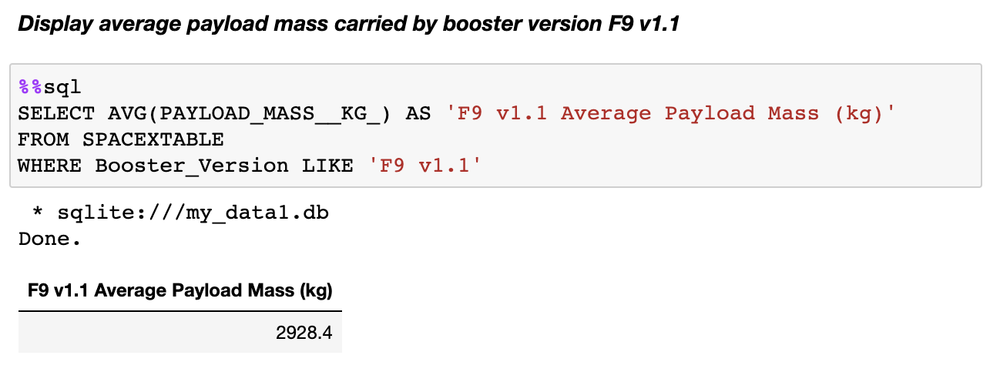 Display average payload mass carried by booster version F9 v1.1
%%sql
SELECT AVG(PAYLOAD_MASS__KG_) AS 'F9 v1.1 Average Payload Mass (kg)'
FROM SPACEXTABLE
WHERE Booster_Version LIKE 'F9 v1.1'
* sqlite:///my_data1.db
Done.
F9 v1.1 Average Payload Mass (kg)
2928.4